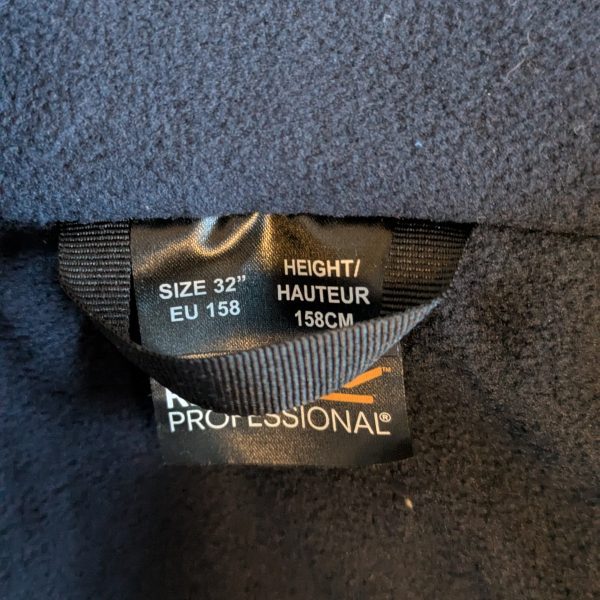 SIZE 32"
EU 158
HEIGHT/
HAUTEUR
158CM
PROFESSIONAL®